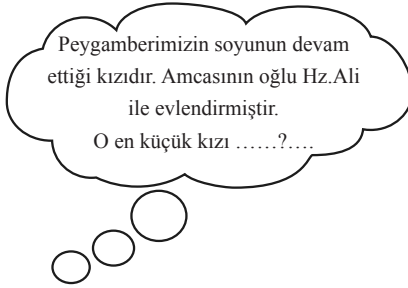 Peygamberimizin soyunun devam
ettiği kızıdır. Amcasının oğlu Hz.Ali
ile evlendirmiştir.
O en küçük kızı ……?….